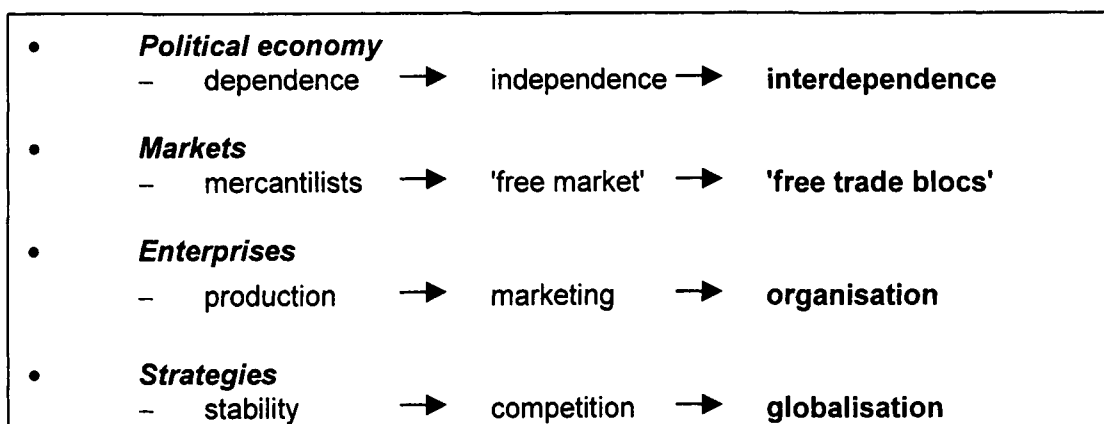 • Political economy
– dependence → independence → interdependence
• Markets
– mercantilists → 'free market' → 'free trade blocs'
• Enterprises
– production → marketing → organisation
• Strategies
– stability → competition → globalisation